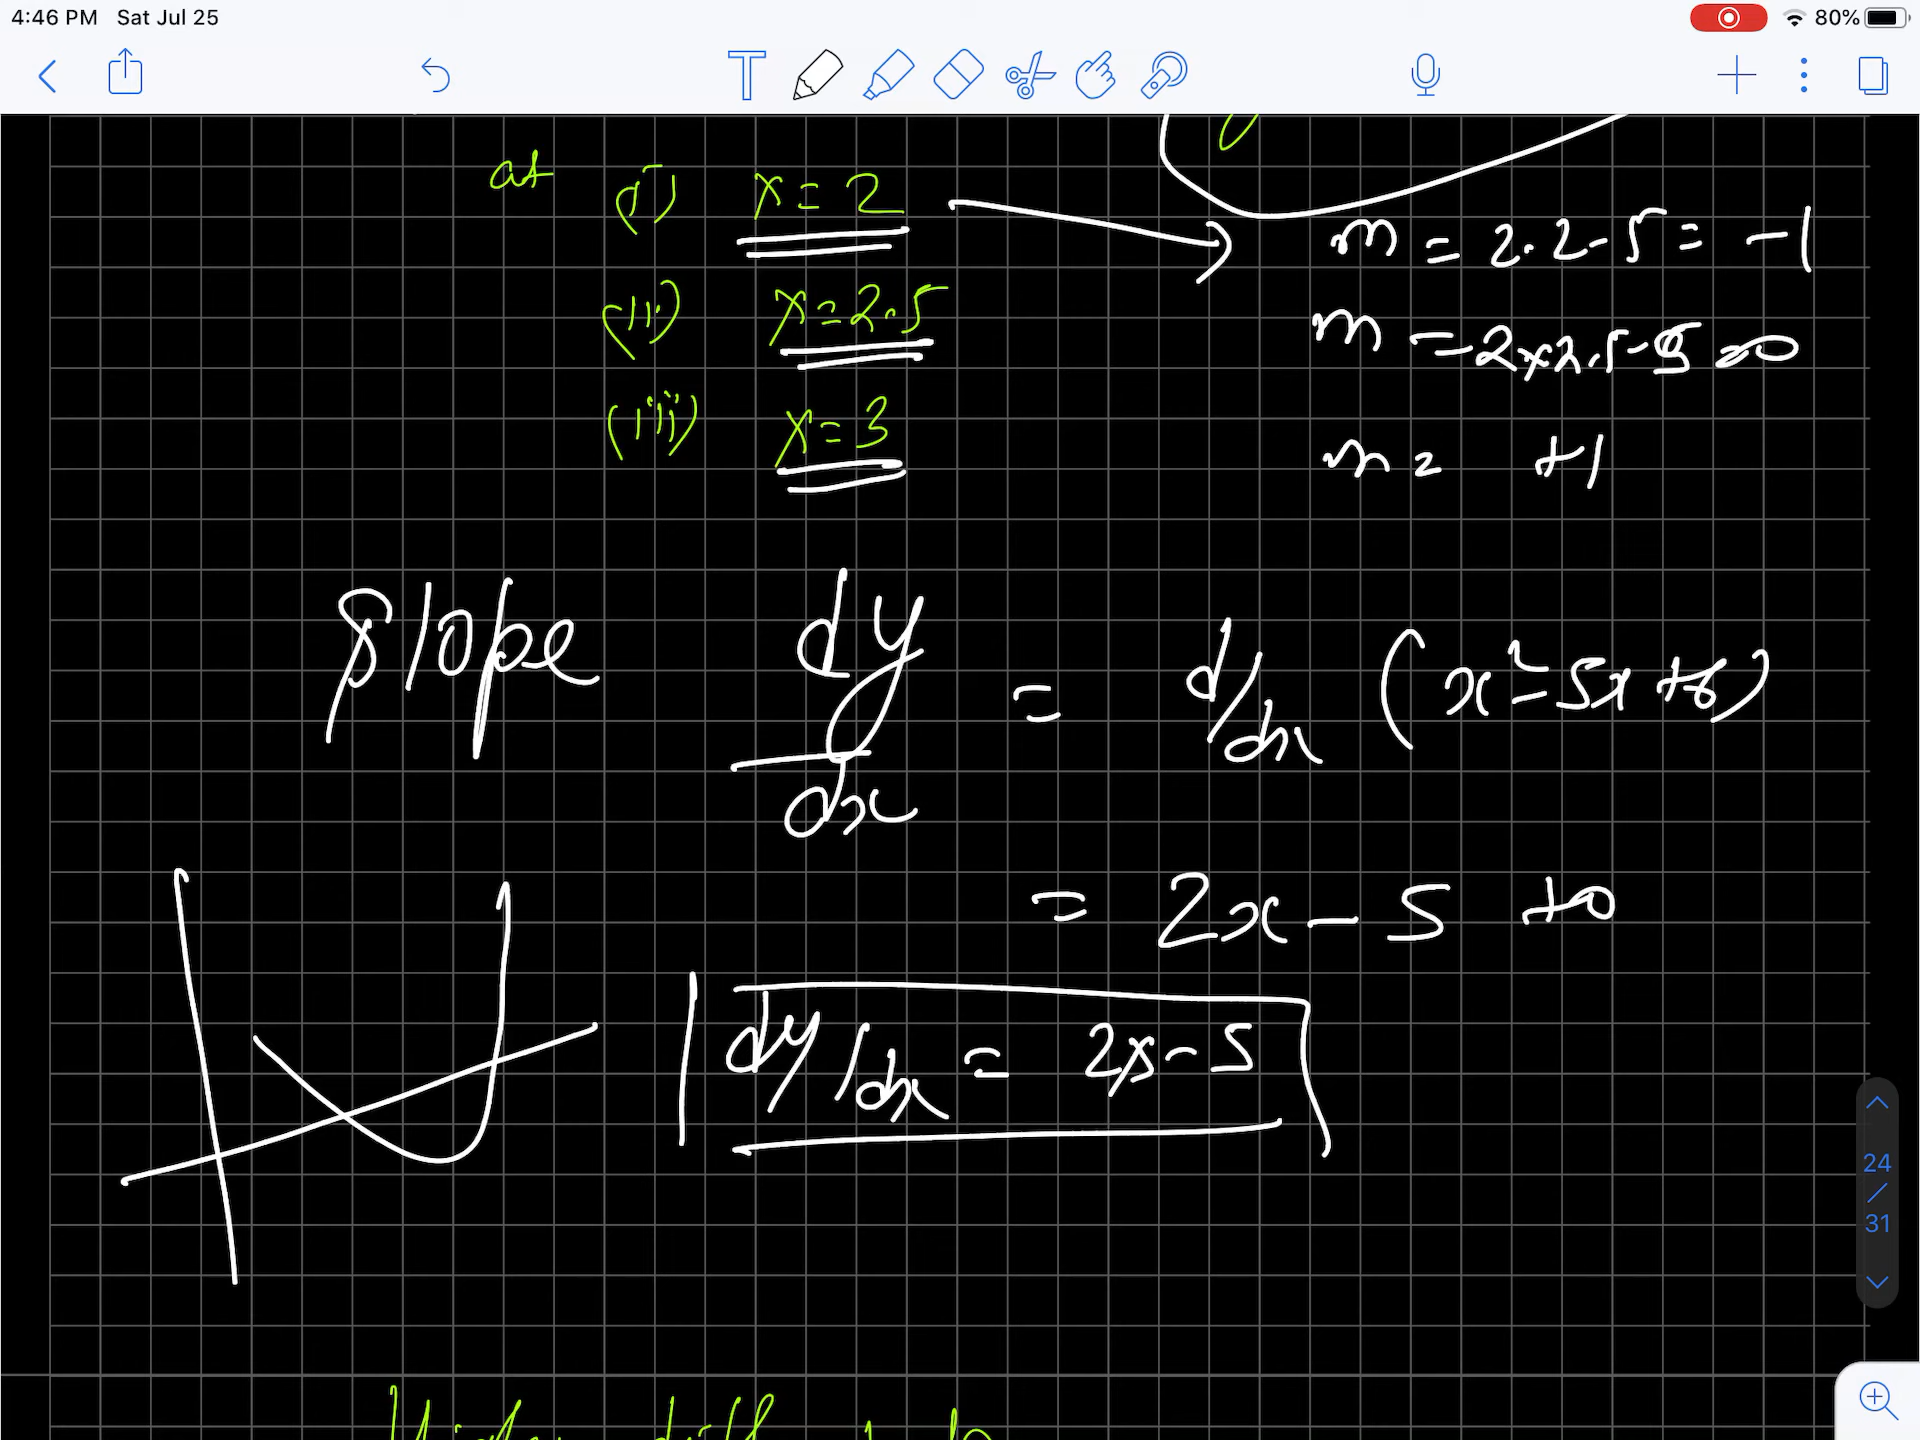 4:46 PM Sat Jul 25
80%
T
at (i) x = 2
m = 2.2-5 = -1
(ii) x=2.5
m = 2x2.5-5 = 0
(iii) x=3
m = +1
Slope dy/dx = d/dx (x²-5x+6)
= 2x - 5 +0
dy/dx = 2x-5
24
/
31